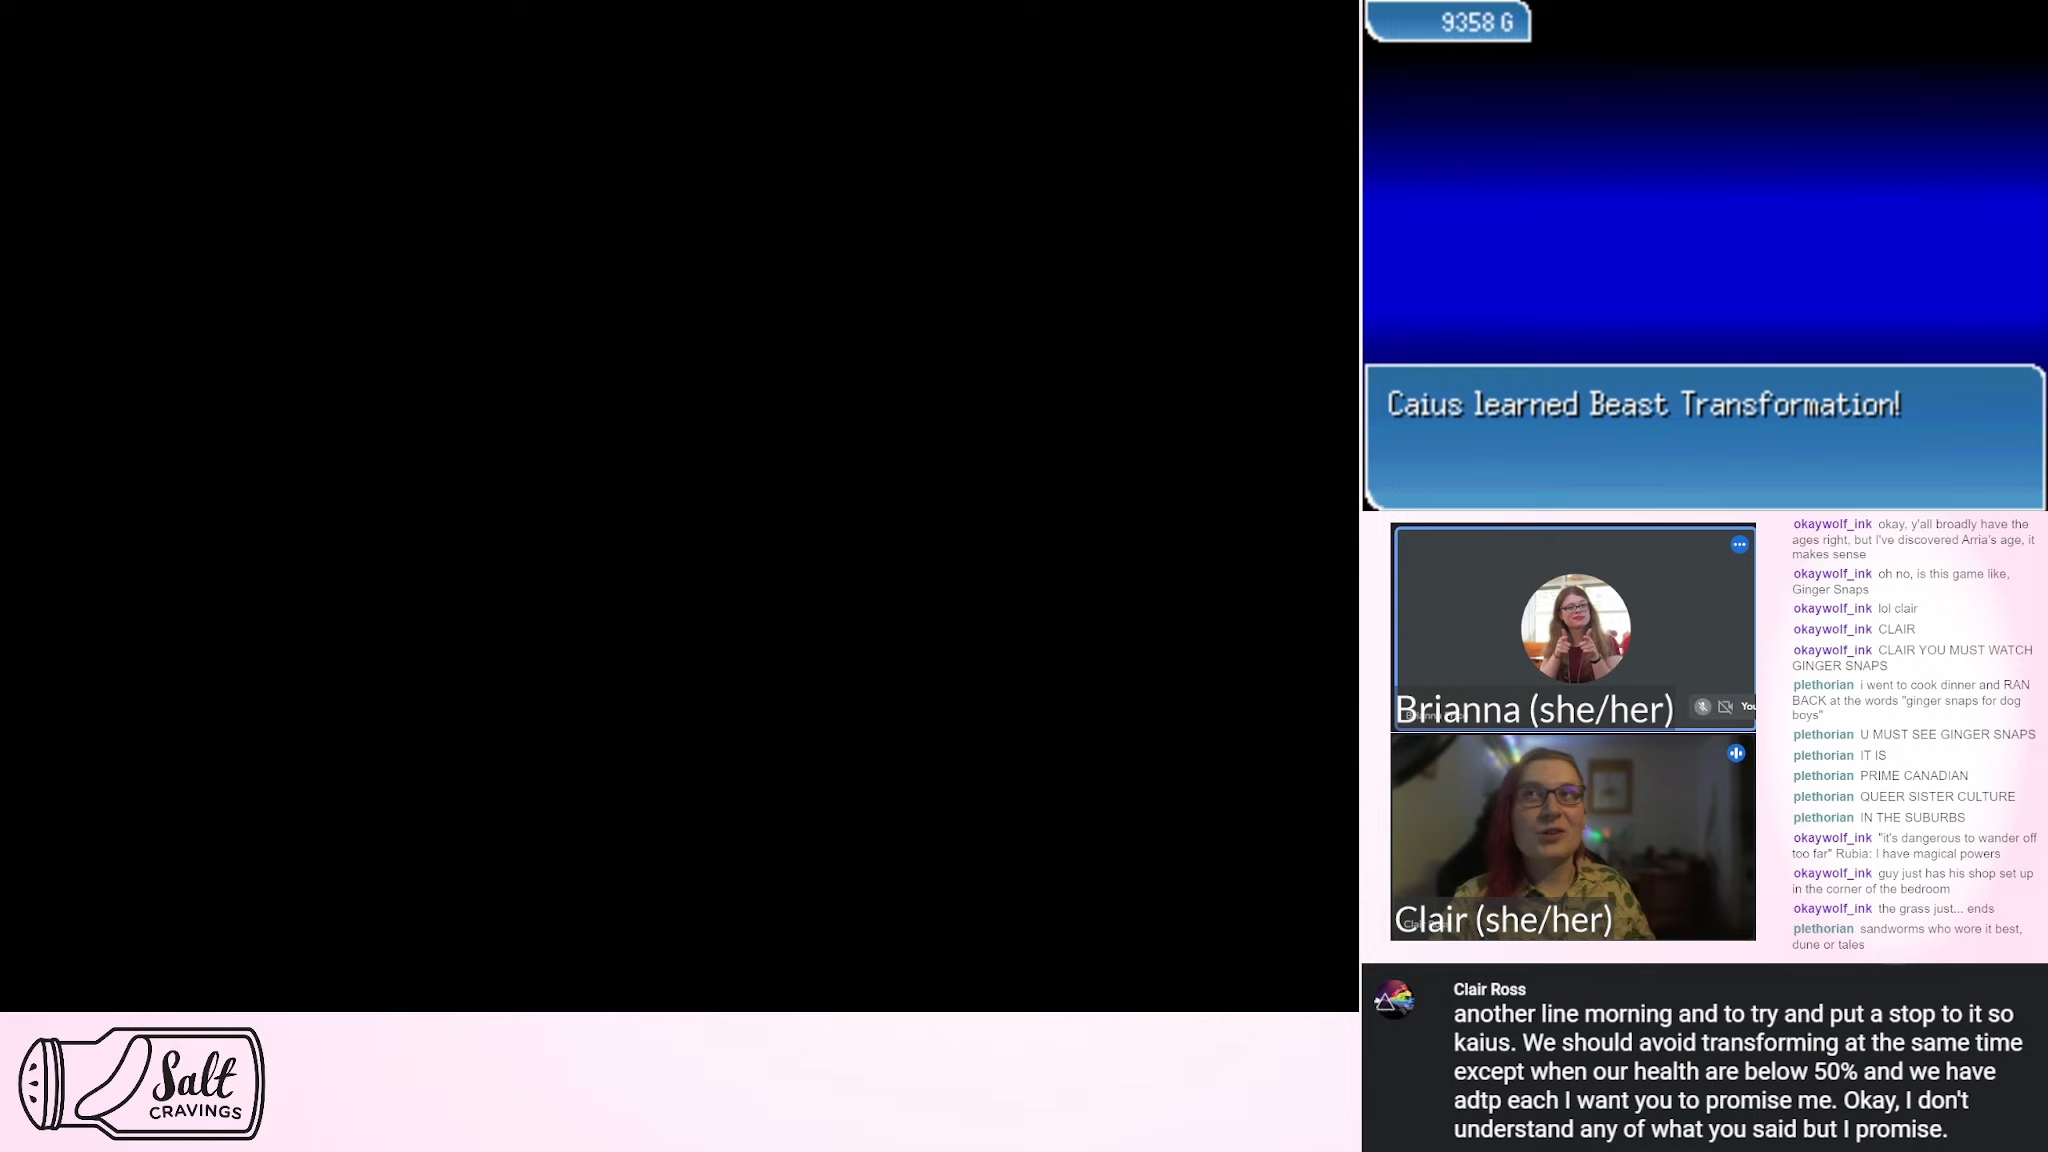 9358 G
Caius learned Beast Transformation!
okaywolf_ink okay, y'all broadly have the
ages right, but I've discovered Arria's age, it
makes sense
okaywolf_ink oh no, is this game like,
Ginger Snaps
okaywolf_ink lol clair
okaywolf_ink CLAIR
okaywolf_ink CLAIR YOU MUST WATCH
GINGER SNAPS
plethorian i went to cook dinner and RAN
BACK at the words "ginger snaps for dog
boys"
plethorian U MUST SEE GINGER SNAPS
plethorian IT IS
plethorian PRIME CANADIAN
plethorian QUEER SISTER CULTURE
plethorian IN THE SUBURBS
okaywolf_ink "it's dangerous to wander off
too far" Rubia: I have magical powers
okaywolf_ink guy just has his shop set up
in the corner of the bedroom
okaywolf_ink the grass just... ends
plethorian sandworms who wore it best,
dune or tales
Brianna (she/her)
You
Clair (she/her)
Clair Ross
another line morning and to try and put a stop to it so
kaius. We should avoid transforming at the same time
except when our health are below 50% and we have
adtp each I want you to promise me. Okay, I don't
understand any of what you said but I promise.
Salt
CRAVINGS